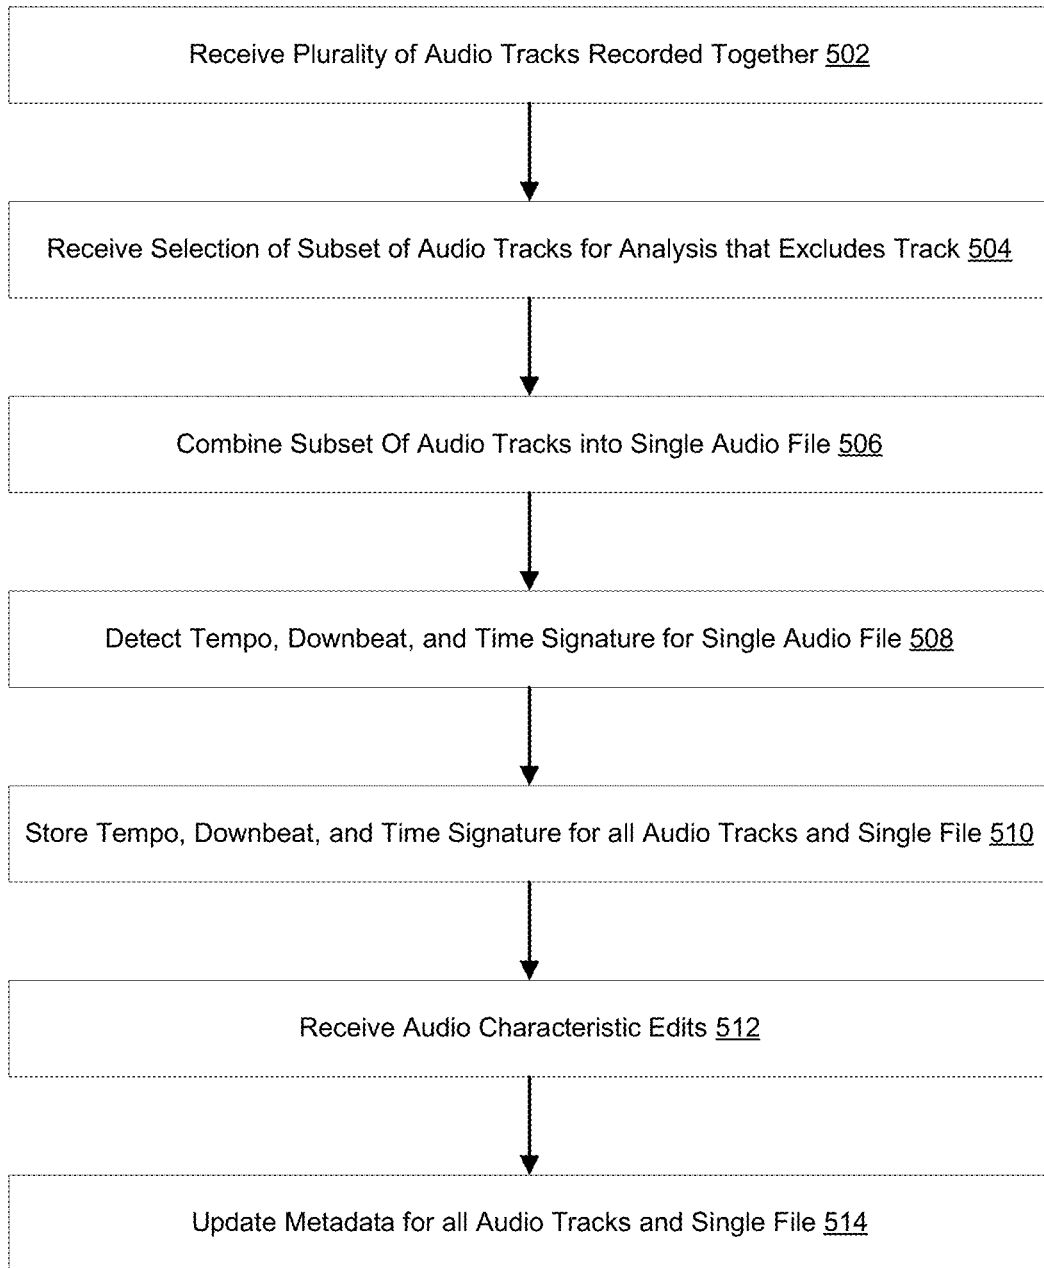 Receive Plurality of Audio Tracks Recorded Together 502
Receive Selection of Subset of Audio Tracks for Analysis that Excludes Track 504
Combine Subset Of Audio Tracks into Single Audio File 506
Detect Tempo, Downbeat, and Time Signature for Single Audio File 508
Store Tempo, Downbeat, and Time Signature for all Audio Tracks and Single File 510
Receive Audio Characteristic Edits 512
Update Metadata for all Audio Tracks and Single File 514